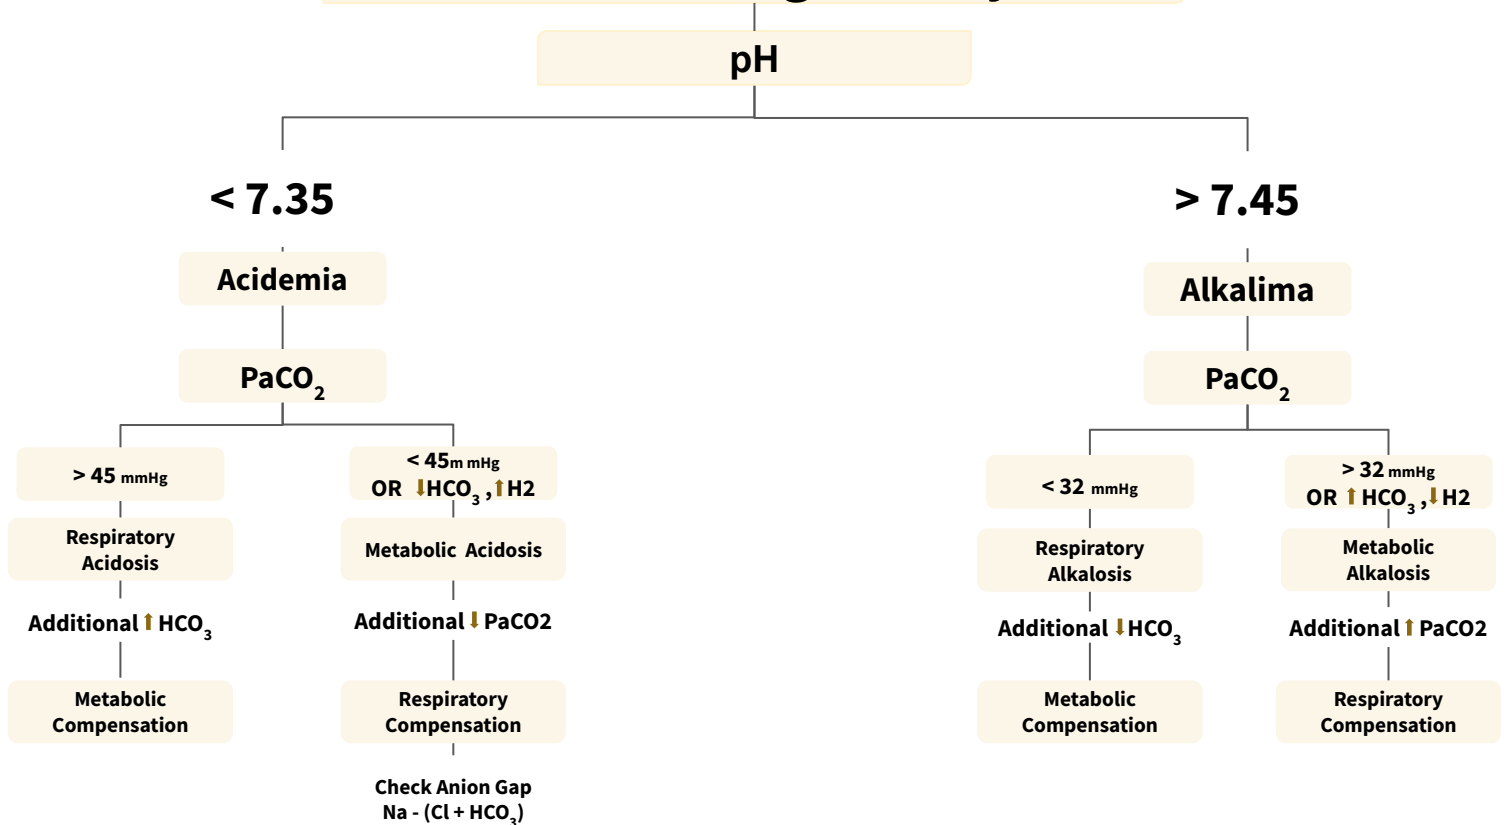 pH
< 7.35
> 7.45
Acidemia
Alkalima
PaCO2
PaCO2
> 45 mmHg
< 45m mHg
OR ⬇HCO3 ,⬆H2
< 32 mmHg
> 32 mmHg
OR ⬆HCO3 ,⬇H2
Respiratory
Acidosis
Metabolic Acidosis
Respiratory
Alkalosis
Metabolic
Alkalosis
Additional ⬆ HCO3
Additional ⬇ PaCO2
Additional ⬇HCO3
Additional ⬆ PaCO2
Metabolic
Compensation
Respiratory
Compensation
Metabolic
Compensation
Respiratory
Compensation
Check Anion Gap
Na - (Cl + HCO3)